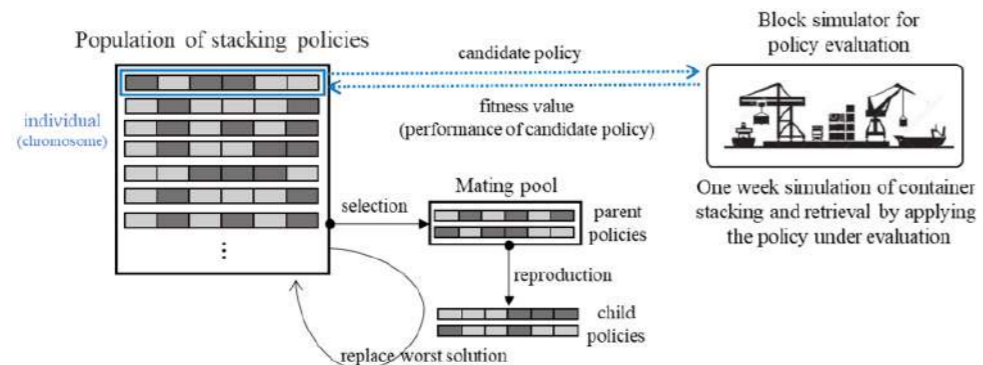 Population of stacking policies
individual
(chromosome)
candidate policy
fitness value
(performance of candidate policy)
Block simulator for
policy evaluation
One week simulation of container
stacking and retrieval by applying
the policy under evaluation
selection
Mating pool
parent
policies
reproduction
child
policies
replace worst solution